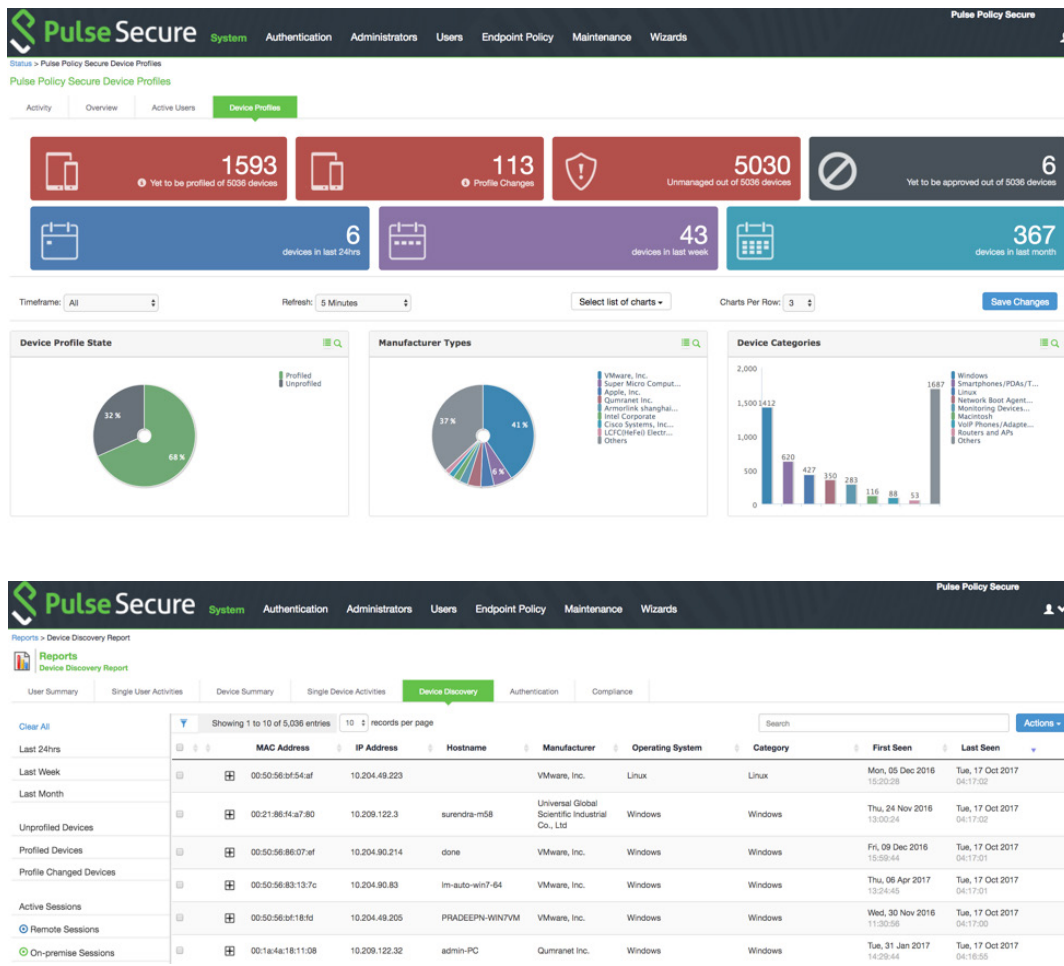 Pulse Policy Secure
Pulse Secure System Authentication Administrators Users Endpoint Policy Maintenance Wizards
Status > Pulse Policy Secure Device Profiles
Pulse Policy Secure Device Profiles
Activity Overview Active Users Device Profiles
1593 113 5030 6
Yet to be profiled of 5036 devices Profile Changes Unmanaged out of 5036 devices Yet to be approved out of 5036 devices
6 43 367
devices in last 24hrs devices in last week devices in last month
Timeframe: All Refresh: 5 Minutes Select list of charts Charts Per Row: 3 Save Changes
Device Profile State
Profiled
Unprofiled
32 %
68 %
Manufacturer Types
VMware, Inc.
Super Micro Comput...
Apple, Inc.
Qumranet Inc.
Armorlink shanghai...
Intel Corporate
Cisco Systems, Inc...
LCFC(HeFei) Electr...
Others
37 %
41 %
6 %
Device Categories
2,000
1,500
1,000
500
0
1412
620
427
350
283
116
88
53
1687
Windows
Smartphones/PDAs/T...
Linux
Network Boot Agent...
Monitoring Devices...
Macintosh
VoIP Phones/Adapte...
Routers and APs
Others
Pulse Policy Secure
Pulse Secure System Authentication Administrators Users Endpoint Policy Maintenance Wizards
Reports > Device Discovery Report
Reports
Device Discovery Report
User Summary Single User Activities Device Summary Single Device Activities Device Discovery Authentication Compliance
Clear All
Last 24hrs
Last Week
Last Month
Unprofiled Devices
Profiled Devices
Profile Changed Devices
Active Sessions
Remote Sessions
On-premise Sessions
Showing 1 to 10 of 5,036 entries 10 records per page Search Actions
MAC Address IP Address Hostname Manufacturer Operating System Category First Seen Last Seen
00:50:56:bf:54:af 10.204.49.223 VMware, Inc. Linux Linux Mon, 05 Dec 2016 Tue, 17 Oct 2017
15:20:28 04:17:02
Universal Global
00:21:86:f4:a7:80 10.209.122.3 surendra-m58 Scientific Industrial Windows Windows Thu, 24 Nov 2016 Tue, 17 Oct 2017
Co., Ltd 13:00:24 04:17:02
00:50:56:86:07:ef 10.204.90.214 done VMware, Inc. Windows Windows Fri, 09 Dec 2016 Tue, 17 Oct 2017
15:59:44 04:17:01
00:50:56:83:13:7c 10.204.90.83 lm-auto-win7-64 VMware, Inc. Windows Windows Thu, 06 Apr 2017 Tue, 17 Oct 2017
13:24:45 04:17:01
00:50:56:bf:18:fd 10.204.49.205 PRADEEPN-WIN7VM VMware, Inc. Windows Windows Wed, 30 Nov 2016 Tue, 17 Oct 2017
11:30:56 04:17:00
00:1a:4a:18:11:08 10.209.122.32 admin-PC Qumranet Inc. Windows Windows Tue, 31 Jan 2017 Tue, 17 Oct 2017
14:29:44 04:16:55